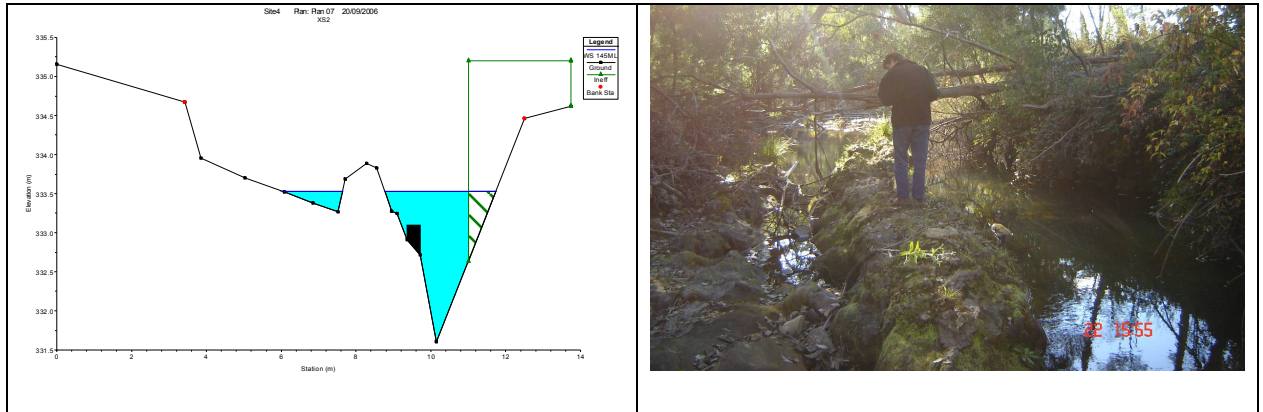 Site4 Plan: Plan 07 20/09/2006
XS2
335.5
335.0
334.5
334.0
333.5
333.0
332.5
332.0
331.5
0
2
4
6
8
10
12
14
Elevation (m)
Station (m)
Legend
WS 145ML
Ground
Ineff
Bank Sta
22 15:55